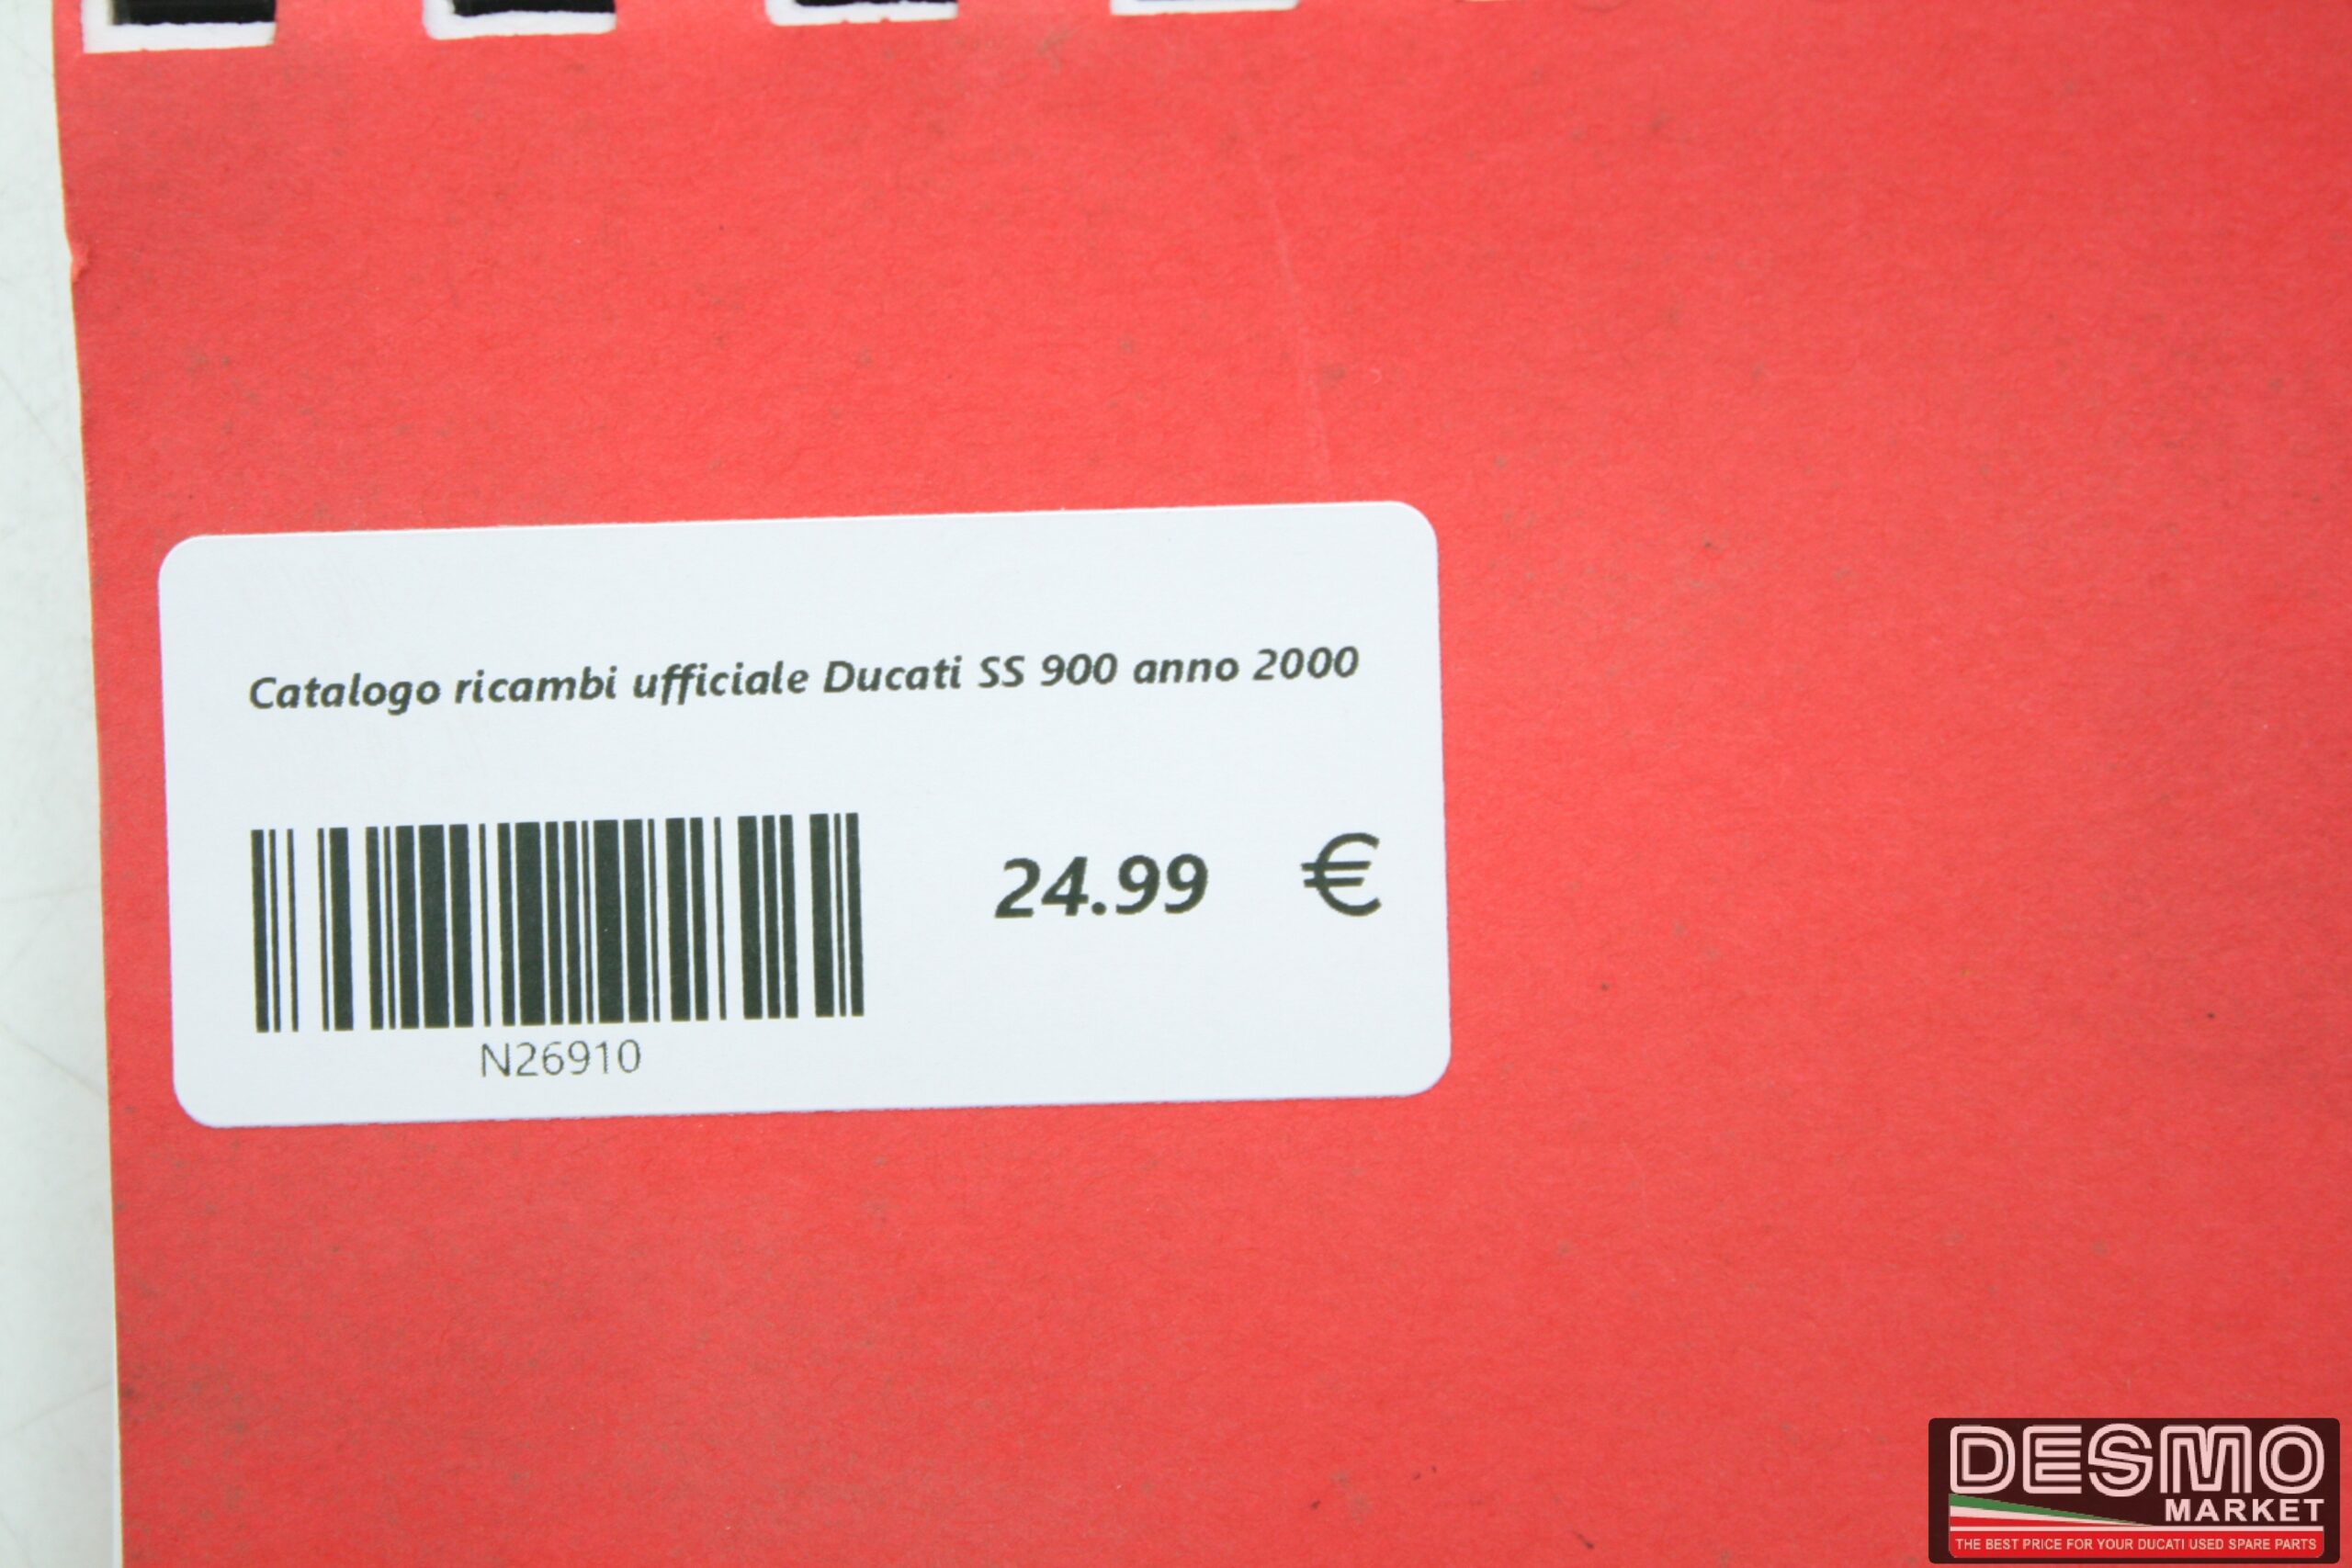 Catalogo ricambi ufficiale Ducati SS 900 anno 2000
24.99 €
N26910
DESMO
MARKET
THE BEST PRICE FOR YOUR DUCATI USED SPARE PARTS